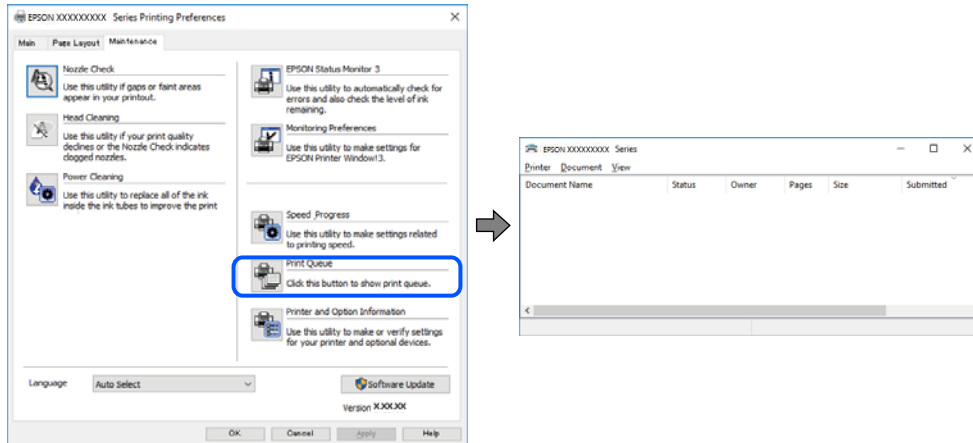 EPSON XXXXXXXXX Series Printing Preferences
Main Page Layout Maintenance
Nozzle Check
Use this utility if gaps or faint areas
appear in your printout.
Head Cleaning
Use this utility if your print quality
declines or the Nozzle Check indicates
clogged nozzles.
Power Cleaning
Use this utility to replace all of the ink
inside the ink tubes to improve the print
EPSON Status Monitor 3
Use this utility to automatically check for
errors and also check the level of ink
remaining.
Monitoring Preferences
Use this utility to make settings for
EPSON Printer Window!3.
Speed Progress
Use this utility to make settings related
to printing speed.
Print Queue
Click this button to show print queue.
Printer and Option Information
Use this utility to make or verify settings
for your printer and optional devices.
Language Auto Select
Software Update
Version X.XX.XX
OK Cancel Apply Help
EPSON XXXXXXXXX Series
Printer Document View
Document Name Status Owner Pages Size Submitted